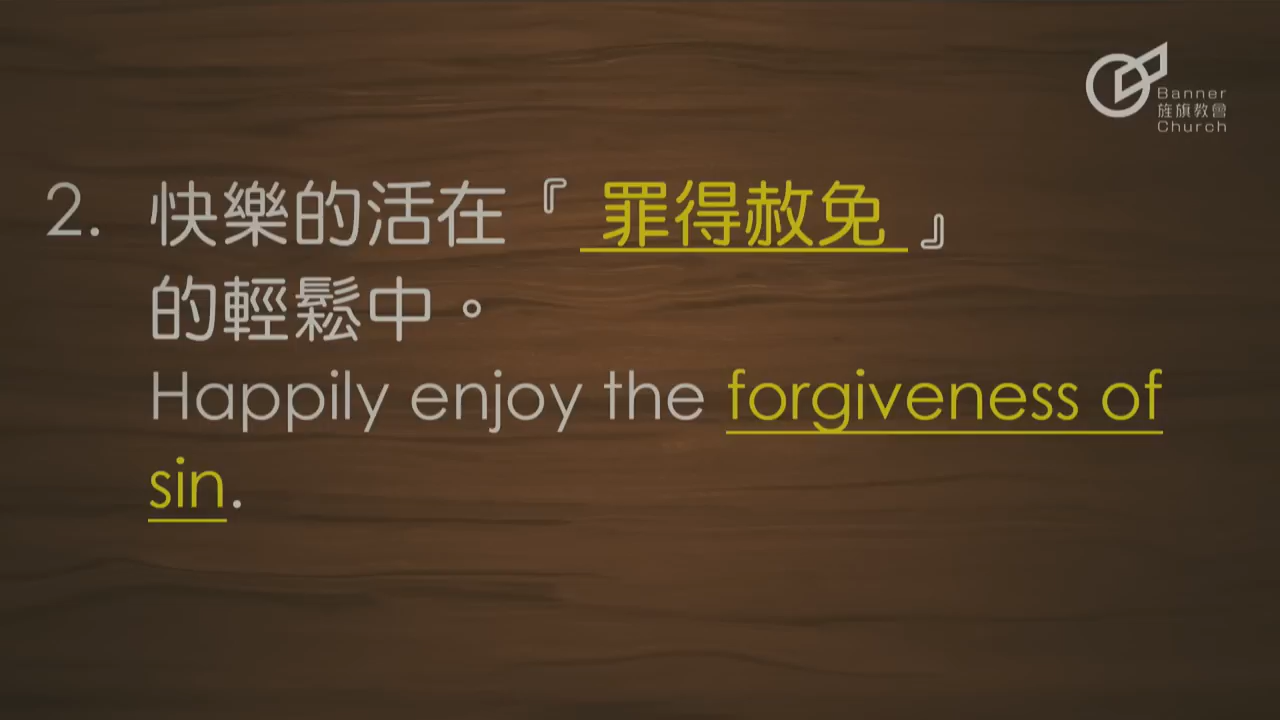 Banner
旌旗教會
Church
2. 快樂的活在『 罪得赦免 』
的輕鬆中。
Happily enjoy the forgiveness of
sin.